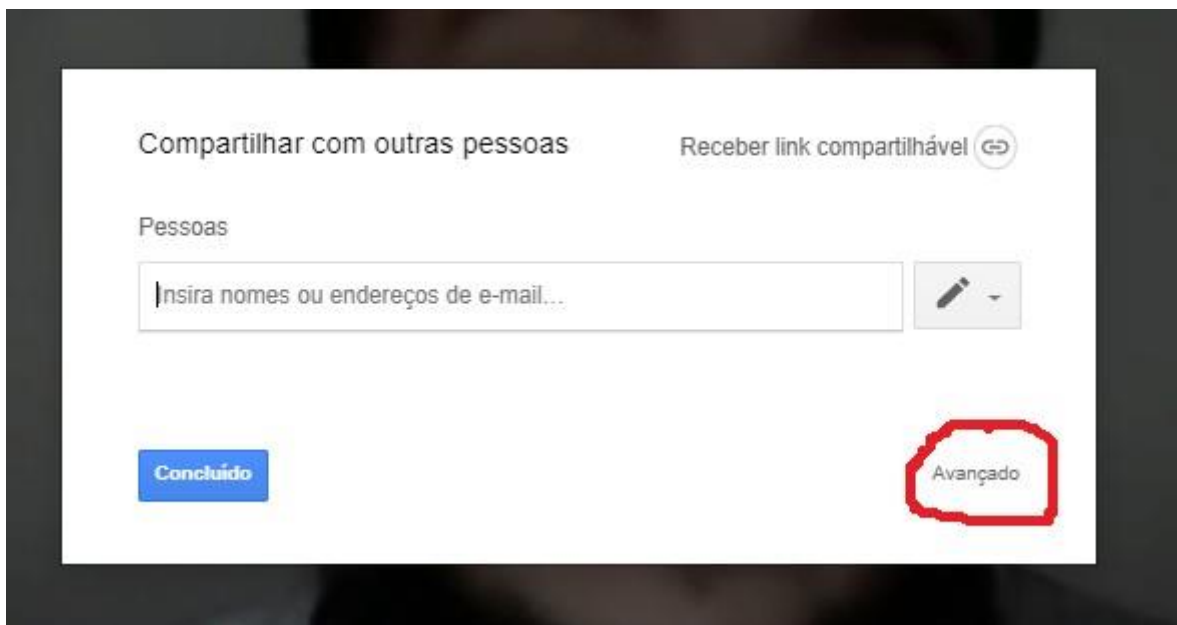 Compartilhar com outras pessoas
Receber link compartilhável
Pessoas
Insira nomes ou endereços de e-mail...
Concluído
Avançado